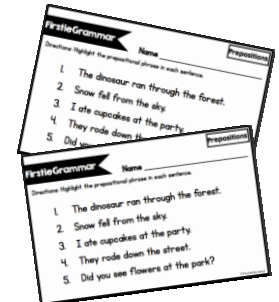 FirstieGrammar
Prepositions
Name
Directions: Highlight the prepositional phrase in each sentence.
1. The dinosaur ran through the forest.
2. Snow fell from the sky.
3. I ate cupcakes at the party.
4. They rode down th
5. Did yo
FirstieGrammar
Prepositions
Name
Directions: Highlight the prepositional phrase in each sentence.
1. The dinosaur ran through the forest.
2. Snow fell from the sky.
3. I ate cupcakes at the party.
4. They rode down the street.
5. Did you see flowers at the park?